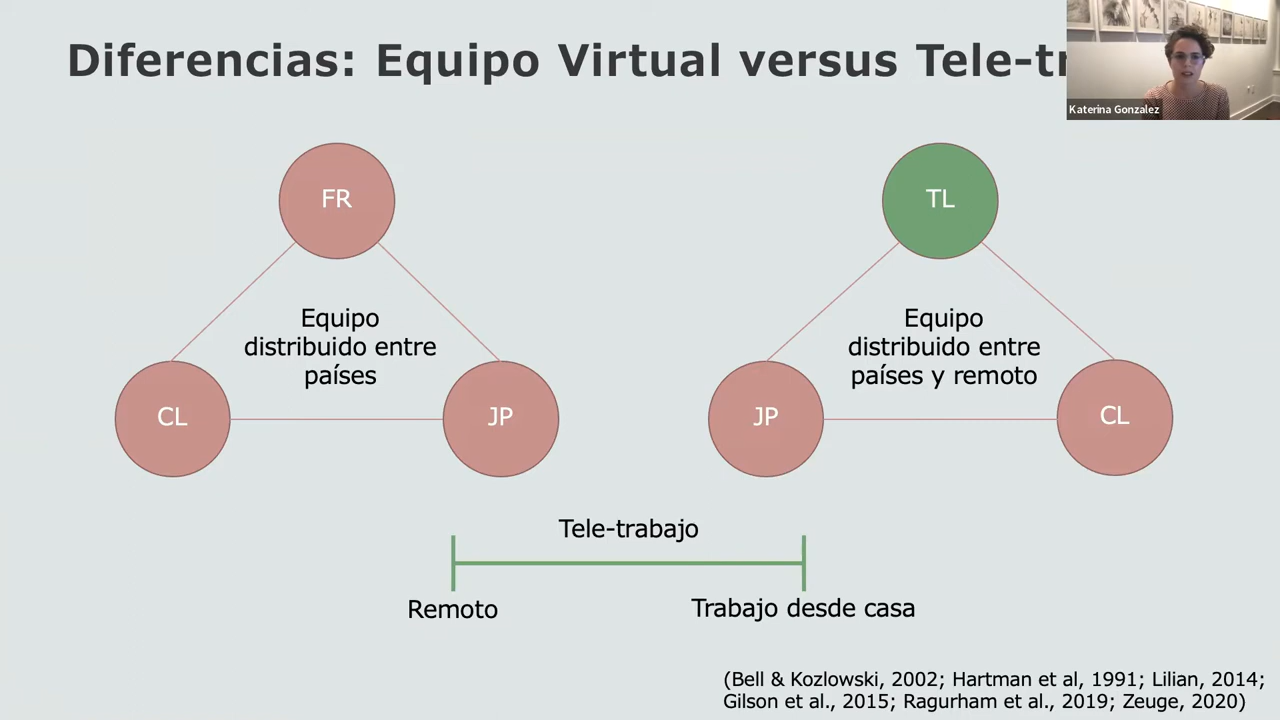 Diferencias: Equipo Virtual versus
Katerina Gonzalez
FR
Equipo
distribuido entre
países
CL
JP
TL
Equipo
distribuido entre
países y remoto
JP
CL
Tele-trabajo
Remoto
Trabajo desde casa
(Bell & Kozlowski, 2002; Hartman et al, 1991; Lilian, 2014;
Gilson et al., 2015; Ragurham et al., 2019; Zeuge, 2020)